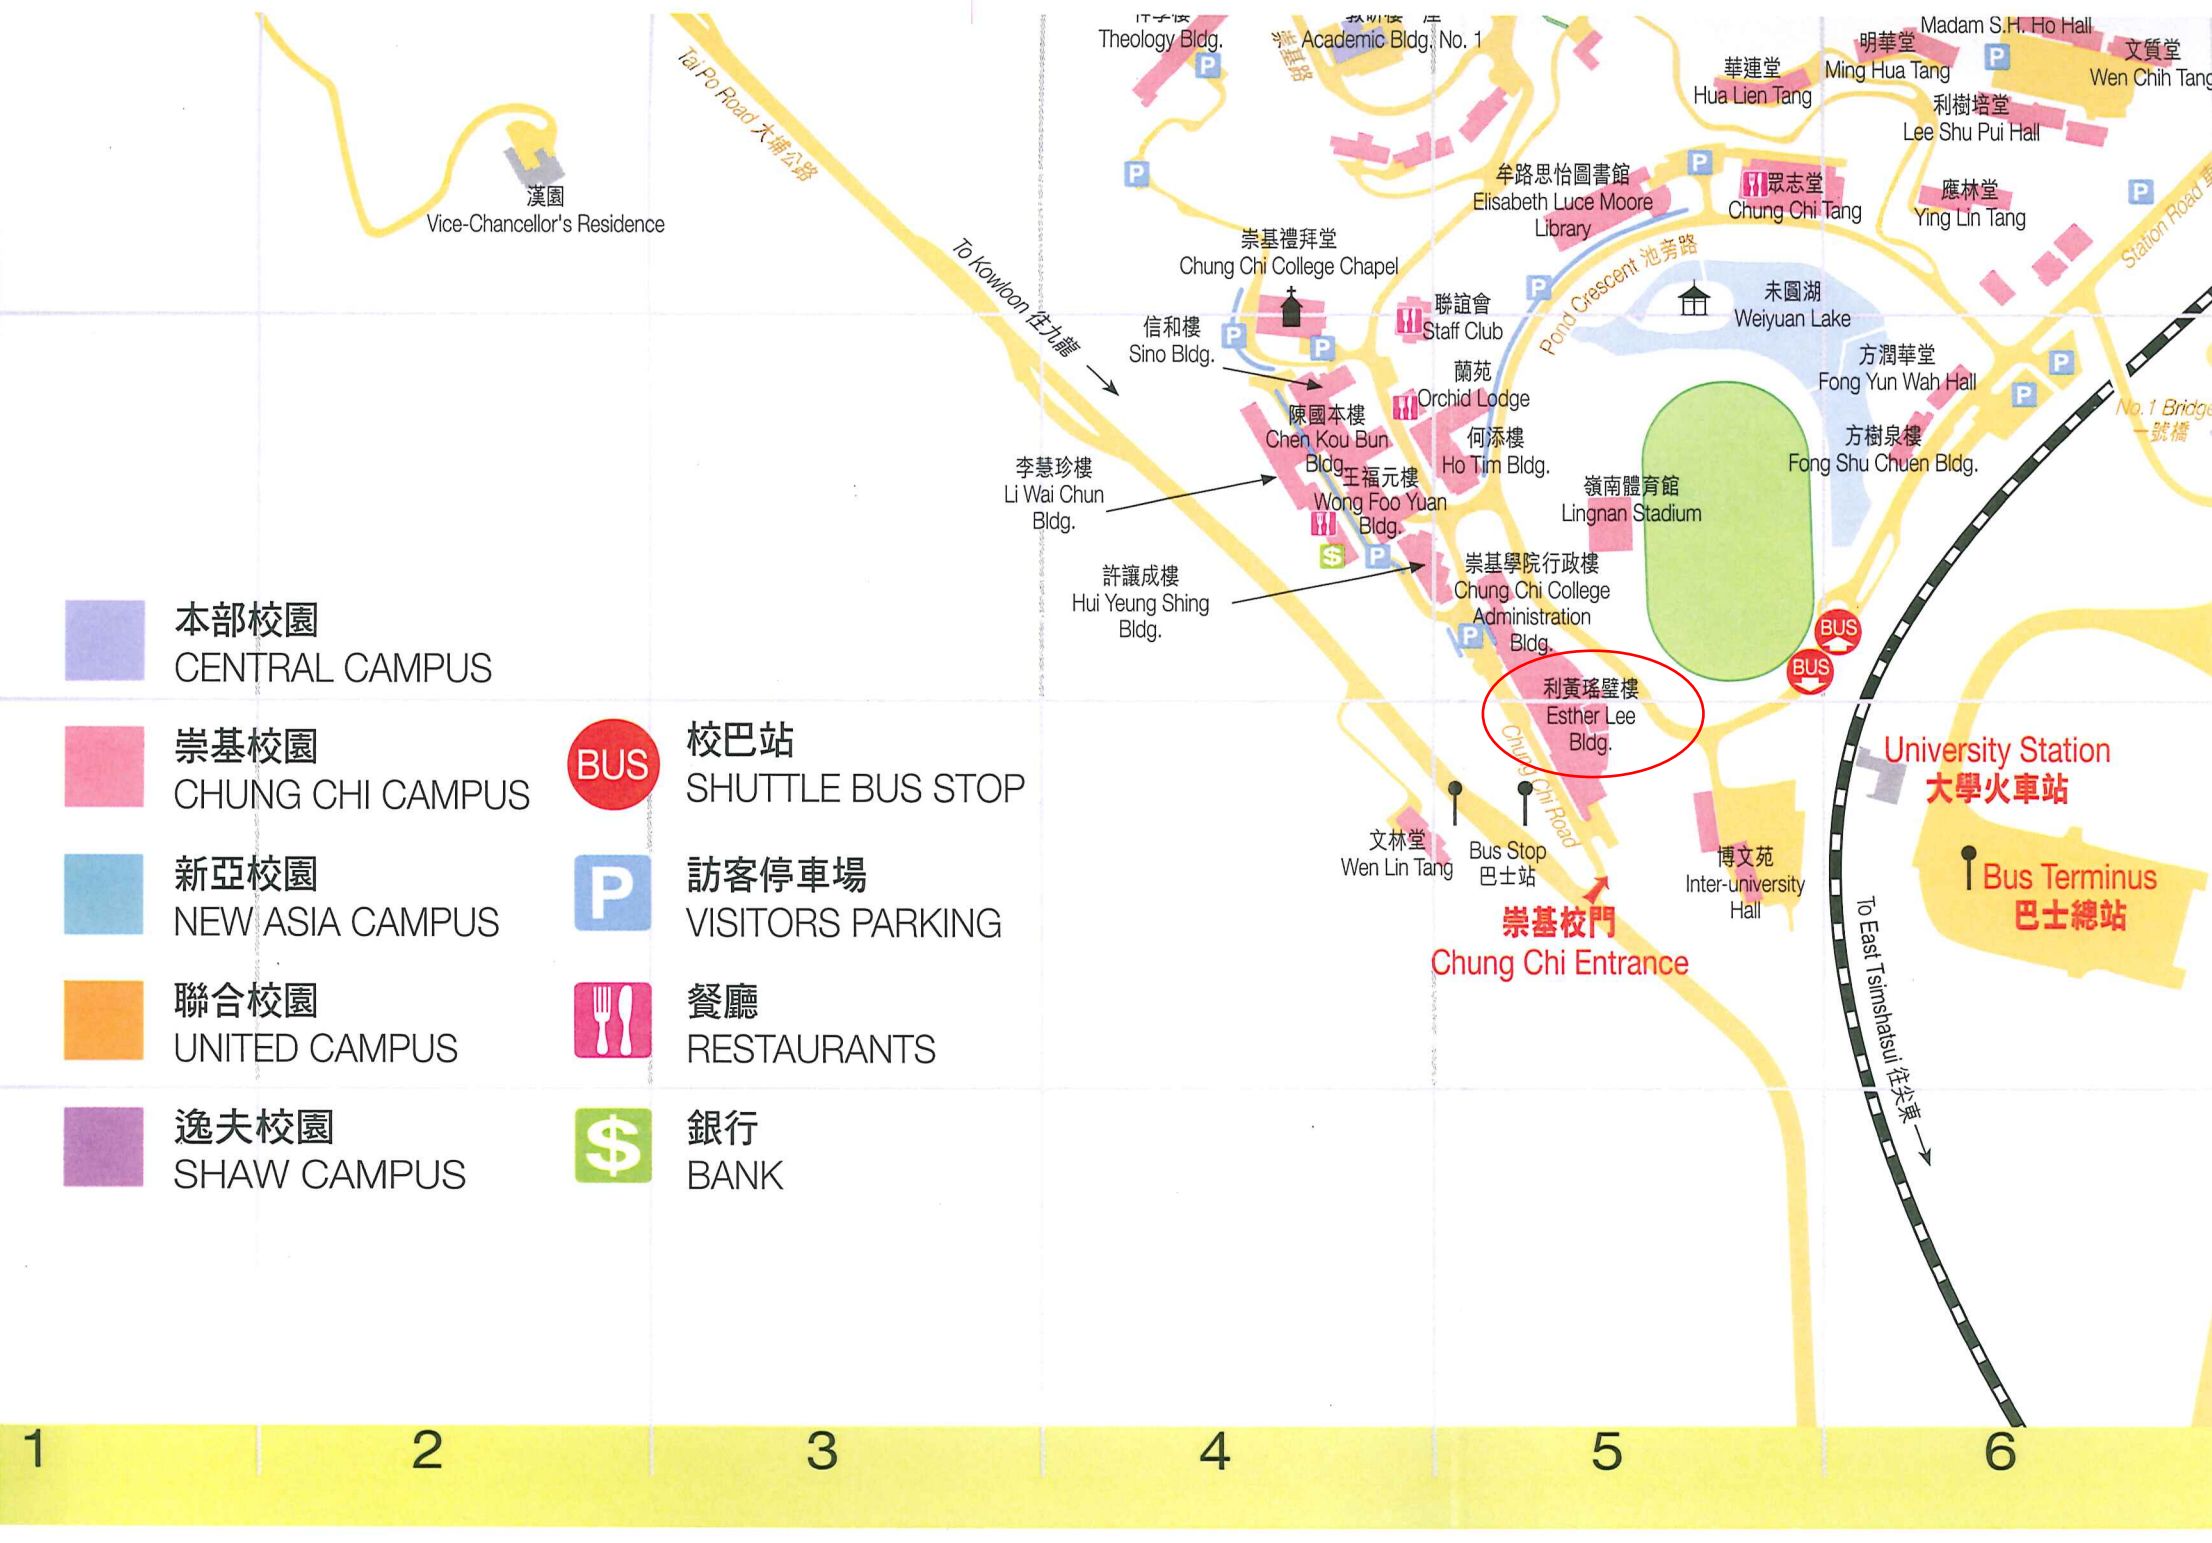 Theology Bldg.
崇基路
Academic Bldg. No. 1
Madam S.H. Ho Hall
明華堂
Ming Hua Tang
文質堂
Wen Chih Tang
華連堂
Hua Lien Tang
利樹培堂
Lee Shu Pui Hall
P
P
P
P
P
Tai Po Road 大埔公路
漢園
Vice-Chancellor's Residence
牟路思怡圖書館
Elisabeth Luce Moore
Library
眾志堂
Chung Chi Tang
應林堂
Ying Lin Tang
Station Road
To Kowloon 往九龍
崇基禮拜堂
Chung Chi College Chapel
Pond Crescent 池旁路
P
未圓湖
Weiyuan Lake
聯誼會
Staff Club
信和樓
Sino Bldg.
P
P
蘭苑
Orchid Lodge
方潤華堂
Fong Yun Wah Hall
P
P
No.1 Bridge
一號橋
陳國本樓
Chen Kou Bun
Bldg.
何添樓
Ho Tim Bldg.
方樹泉樓
Fong Shu Chuen Bldg.
李慧珍樓
Li Wai Chun
Bldg.
王福元樓
Wong Foo Yuan
Bldg.
嶺南體育館
Lingnan Stadium
$
P
許讓成樓
Hui Yeung Shing
Bldg.
崇基學院行政樓
Chung Chi College
Administration
Bldg.
P
BUS
BUS
利黃瑤璧樓
Esther Lee
Bldg.
Chung Chi Road
University Station
大學火車站
文林堂
Wen Lin Tang
Bus Stop
巴士站
博文苑
Inter-university
Hall
Bus Terminus
巴士總站
崇基校門
Chung Chi Entrance
To East Tsimshatsui 往尖東
本部校園
CENTRAL CAMPUS
崇基校園
CHUNG CHI CAMPUS
新亞校園
NEW ASIA CAMPUS
聯合校園
UNITED CAMPUS
逸夫校園
SHAW CAMPUS
BUS
校巴站
SHUTTLE BUS STOP
P
訪客停車場
VISITORS PARKING
餐廳
RESTAURANTS
$
銀行
BANK
1
2
3
4
5
6